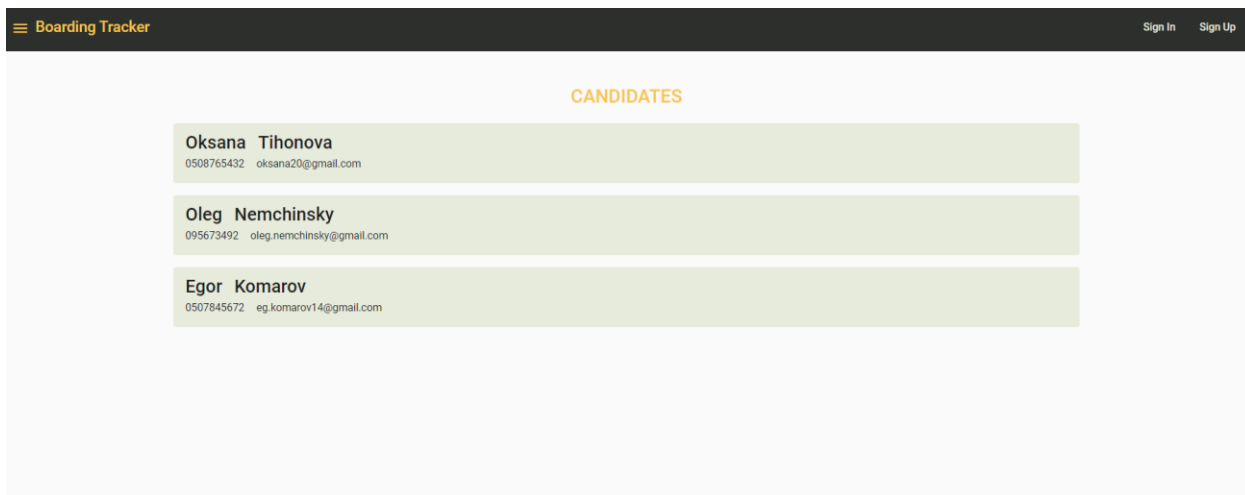 Boarding Tracker Sign In Sign Up
CANDIDATES
Oksana Tihonova
0508765432 oksana20@gmail.com
Oleg Nemchinsky
095673492 oleg.nemchinsky@gmail.com
Egor Komarov
0507845672 eg.komarov14@gmail.com